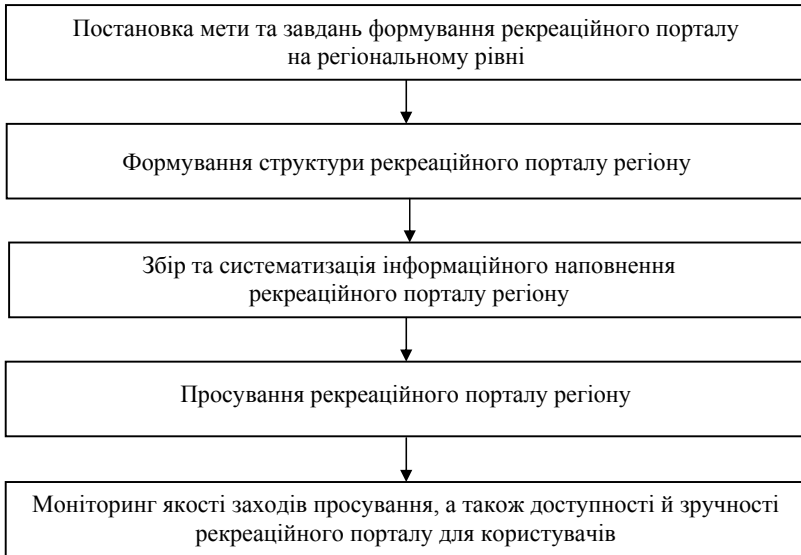 Постановка мети та завдань формування рекреаційного порталу
на регіональному рівні
Формування структури рекреаційного порталу регіону
Збір та систематизація інформаційного наповнення
рекреаційного порталу регіону
Просування рекреаційного порталу регіону
Моніторинг якості заходів просування, а також доступності й зручності
рекреаційного порталу для користувачів